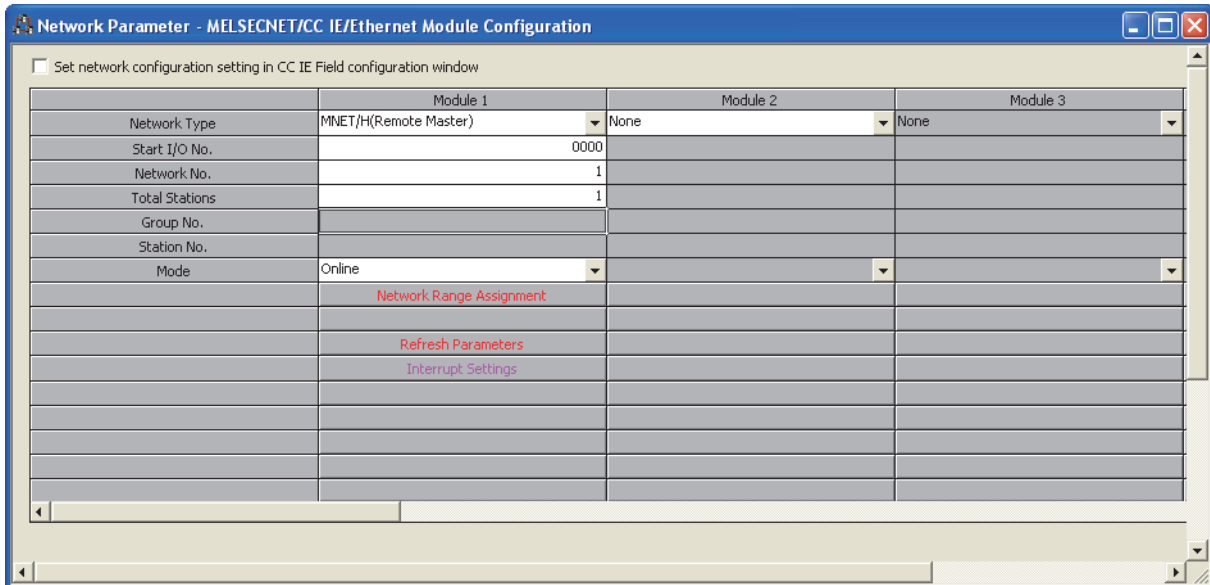 Network Parameter - MELSECNET/CC IE/Ethernet Module Configuration
Set network configuration setting in CC IE Field configuration window
Module 1 Module 2 Module 3
Network Type MNET/H(Remote Master) None None
Start I/O No. 0000
Network No. 1
Total Stations 1
Group No.
Station No.
Mode Online
Network Range Assignment
Refresh Parameters
Interrupt Settings